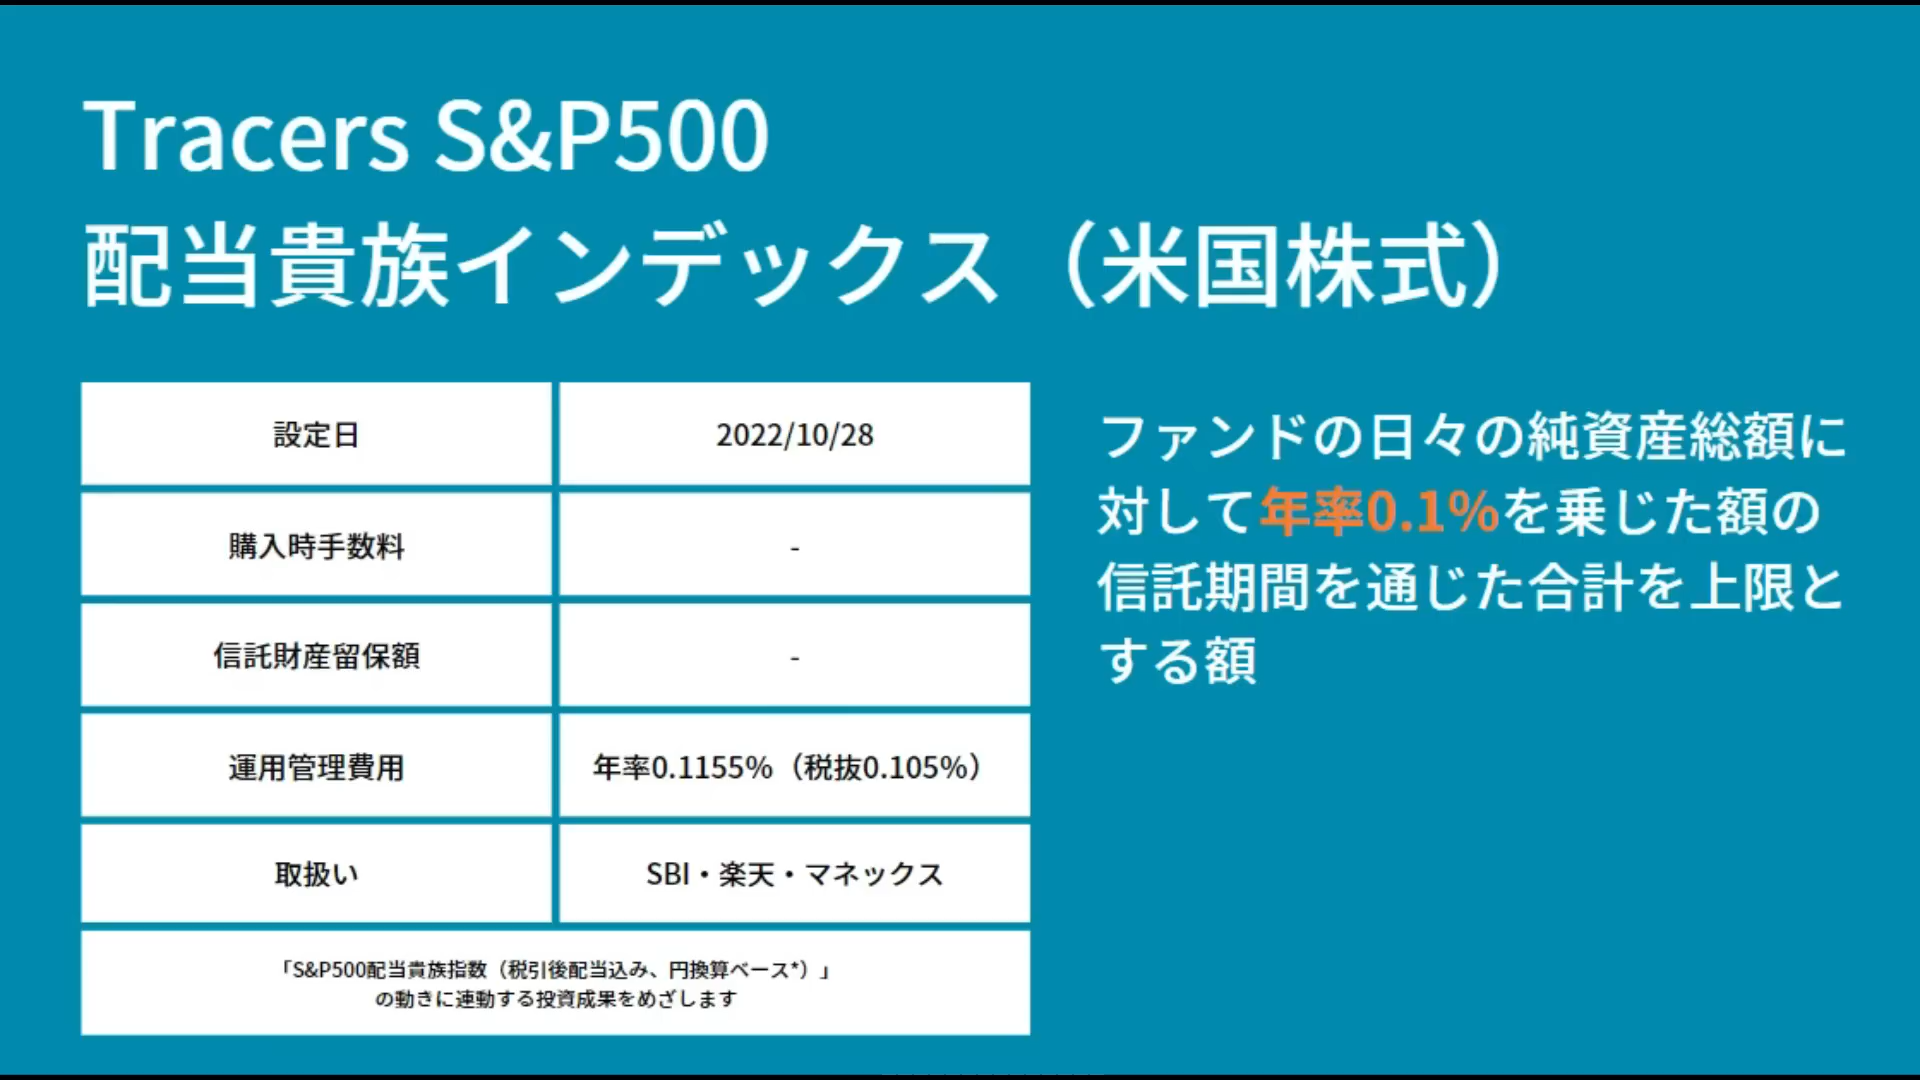 Tracers S&P500
配当貴族インデックス（米国株式）
設定日
2022/10/28
購入時手数料
-
信託財産留保額
-
運用管理費用
年率0.1155%（税抜0.105%）
取扱い
SBI・楽天・マネックス
「S&P500配当貴族指数（税引後配当込み、円換算ベース*）」
の動きに連動する投資成果をめざします
ファンドの日々の純資産総額に
対して年率0.1%を乗じた額の
信託期間を通じた合計を上限と
する額